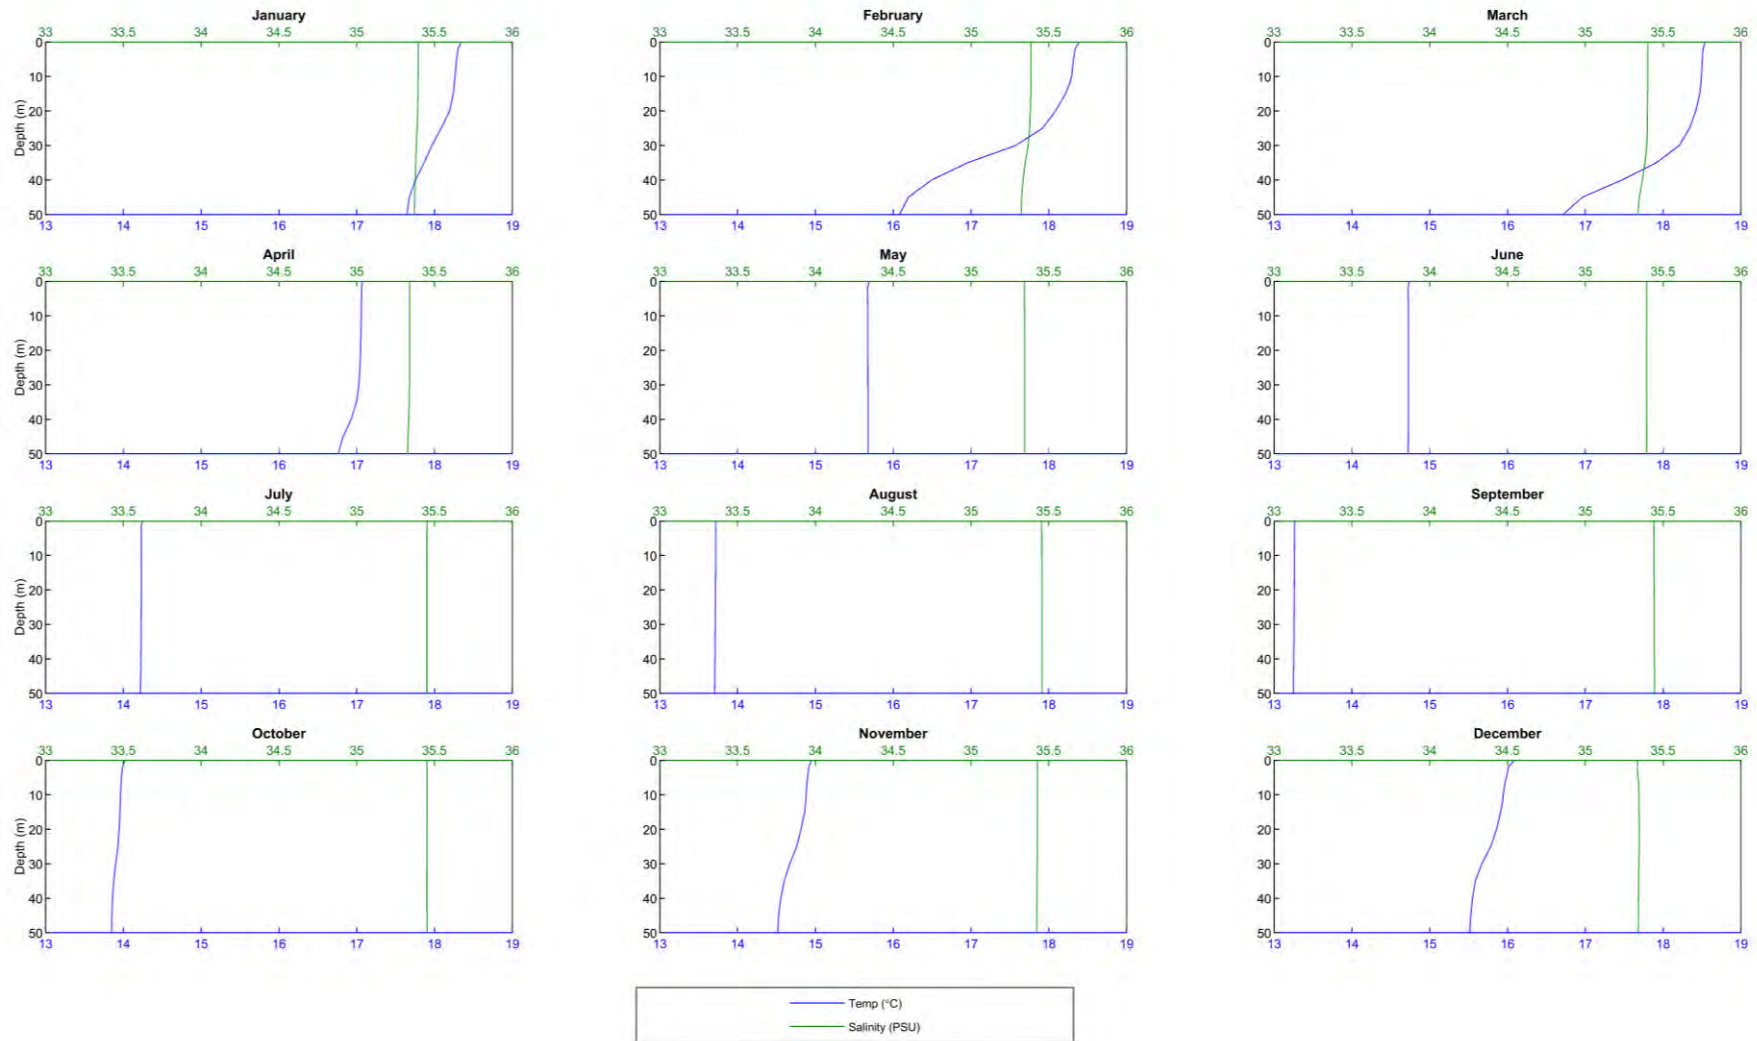 January February March
33 33.5 34 34.5 35 35.5 36 33 33.5 34 34.5 35 35.5 36 33 33.5 34 34.5 35 35.5 36
0 0 0
10 10 10
20 20 20
Depth (m)
30 30 30
40 40 40
50 50 50
13 14 15 16 17 18 19 13 14 15 16 17 18 19 13 14 15 16 17 18 19
April May June
33 33.5 34 34.5 35 35.5 36 33 33.5 34 34.5 35 35.5 36 33 33.5 34 34.5 35 35.5 36
0 0 0
10 10 10
20 20 20
Depth (m)
30 30 30
40 40 40
50 50 50
13 14 15 16 17 18 19 13 14 15 16 17 18 19 13 14 15 16 17 18 19
July August September
33 33.5 34 34.5 35 35.5 36 33 33.5 34 34.5 35 35.5 36 33 33.5 34 34.5 35 35.5 36
0 0 0
10 10 10
20 20 20
Depth (m)
30 30 30
40 40 40
50 50 50
13 14 15 16 17 18 19 13 14 15 16 17 18 19 13 14 15 16 17 18 19
October November December
33 33.5 34 34.5 35 35.5 36 33 33.5 34 34.5 35 35.5 36 33 33.5 34 34.5 35 35.5 36
0 0 0
10 10 10
20 20 20
Depth (m)
30 30 30
40 40 40
50 50 50
13 14 15 16 17 18 19 13 14 15 16 17 18 19 13 14 15 16 17 18 19
Temp (°C)
Salinity (PSU)